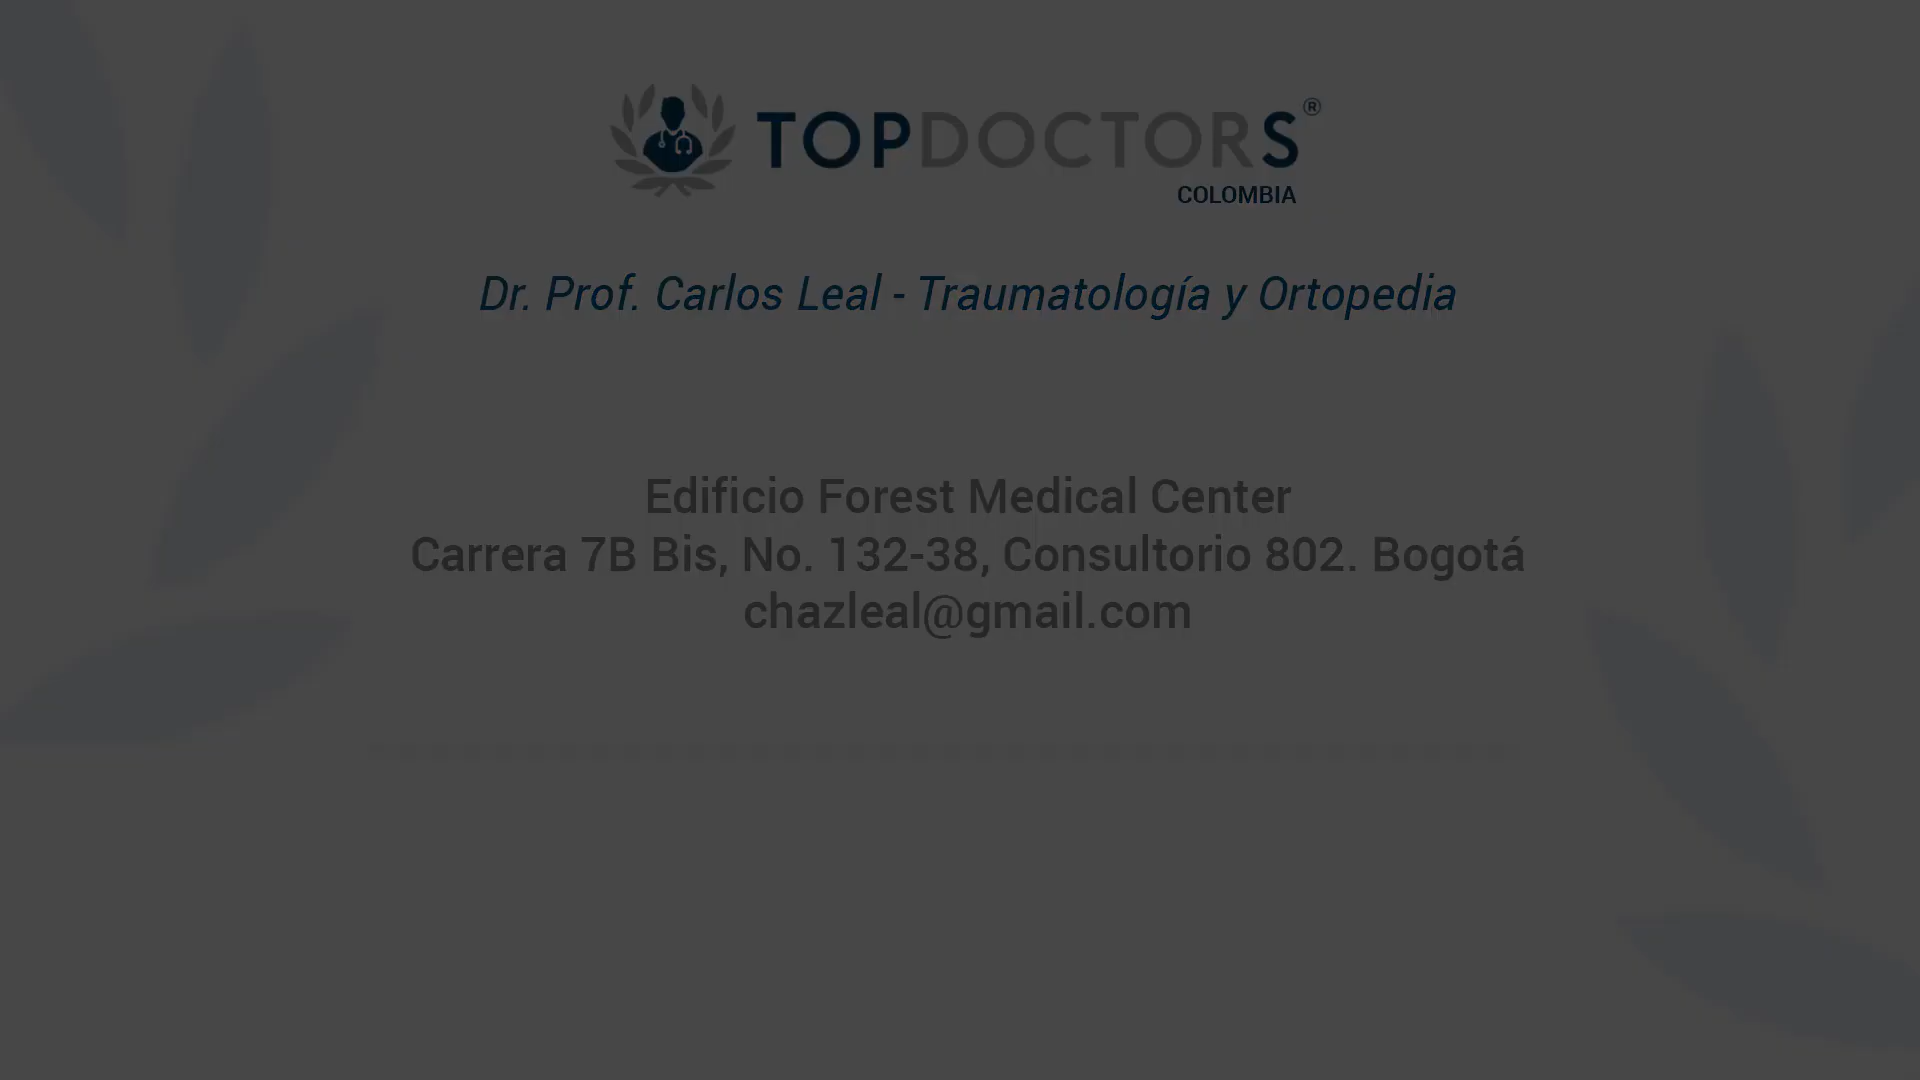 TOPDOCTORS®
COLOMBIA
Dr. Prof. Carlos Leal - Traumatología y Ortopedia
Edificio Forest Medical Center
Carrera 7B Bis, No. 132-38, Consultorio 802. Bogotá
chazleal@gmail.com